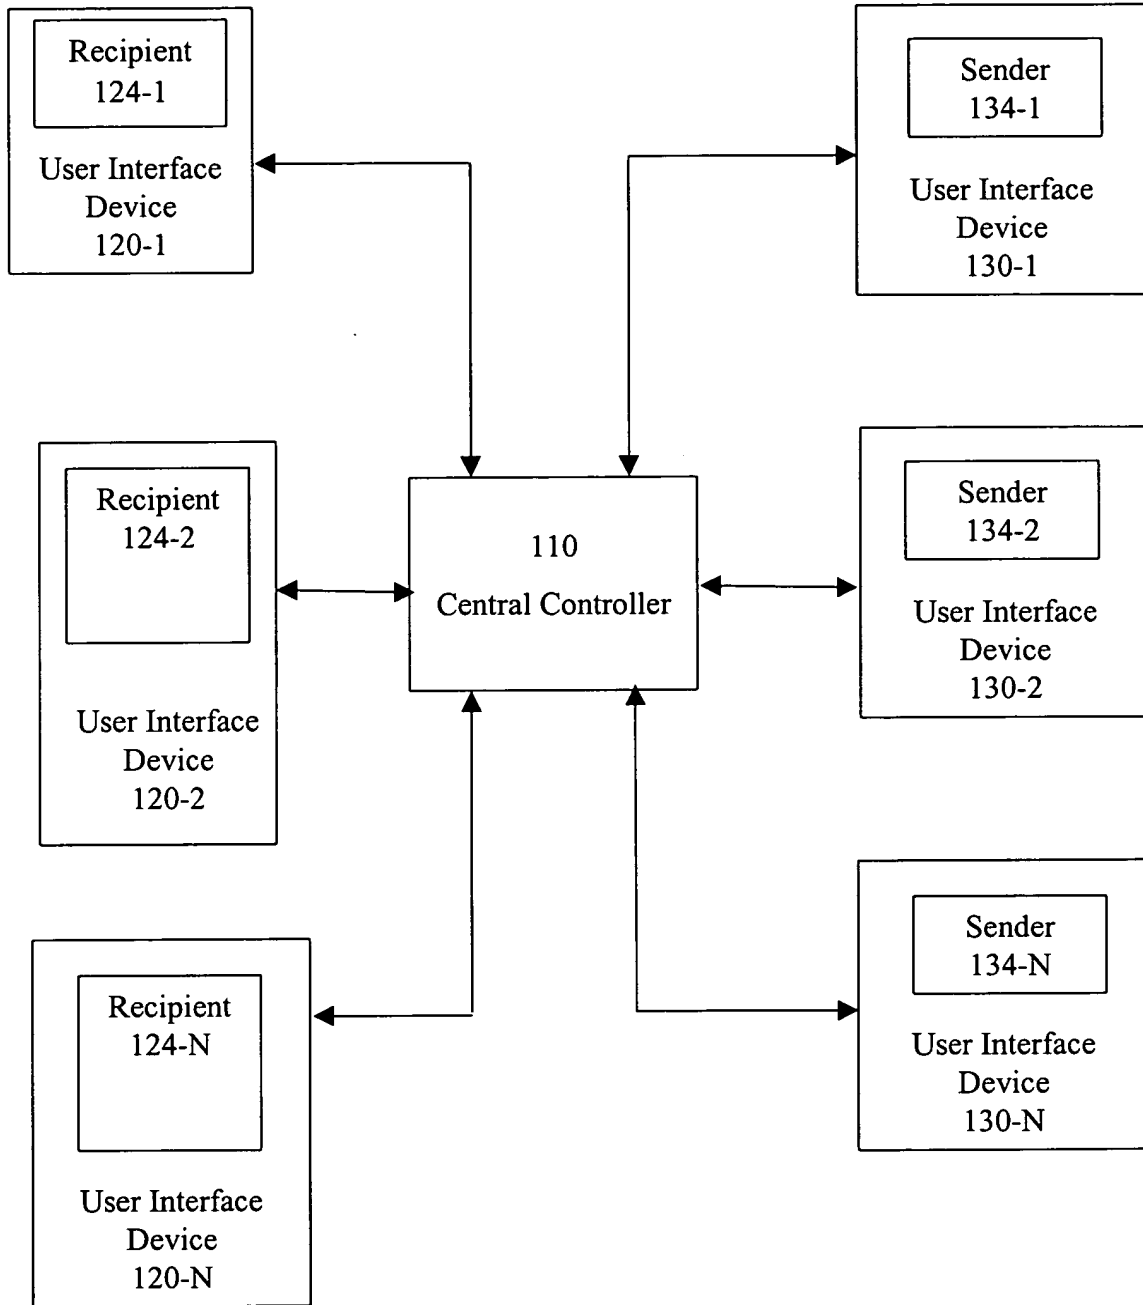 Recipient
124-1
User Interface
Device
120-1
Sender
134-1
User Interface
Device
130-1
Recipient
124-2
User Interface
Device
120-2
110
Central Controller
Sender
134-2
User Interface
Device
130-2
Recipient
124-N
User Interface
Device
120-N
Sender
134-N
User Interface
Device
130-N